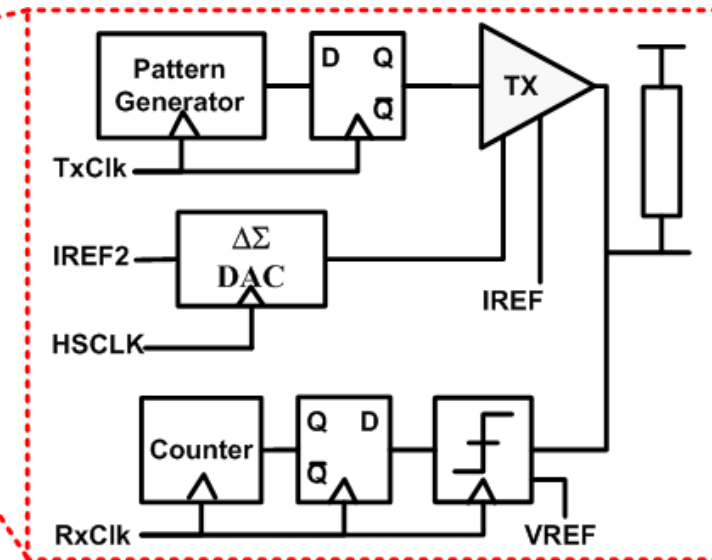 Pattern
Generator
D Q
Q̅
TX
TxClk
IREF2
ΔΣ
DAC
IREF
HSCLK
Counter
Q D
Q̅
RxClk
VREF